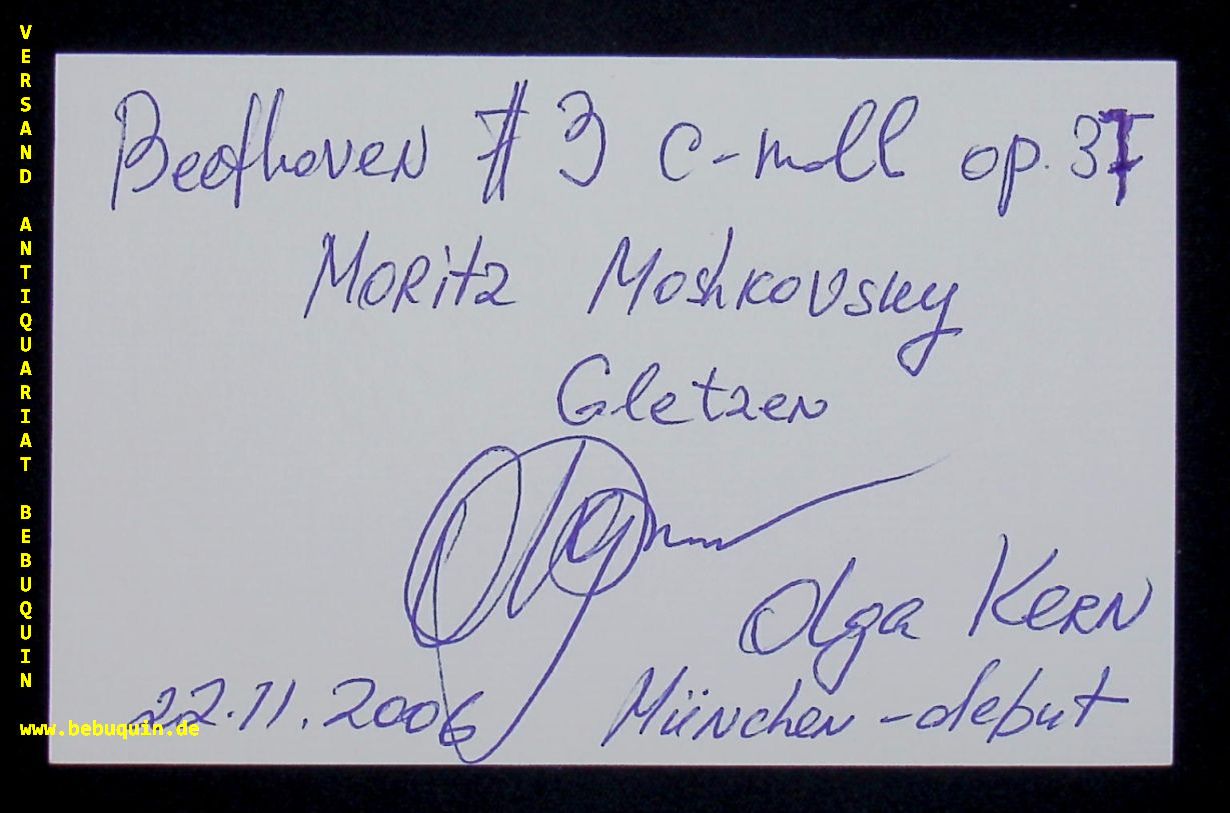 VERSAND ANTIQUARIAT BEBUQUIN
Beethoven # 3 c-moll op. 37
Moritz Moshkovsky
Gletzen
Olga Kern
22.11.2006 München-debut
www.bebuquin.de